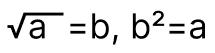 √a =b, b²=a